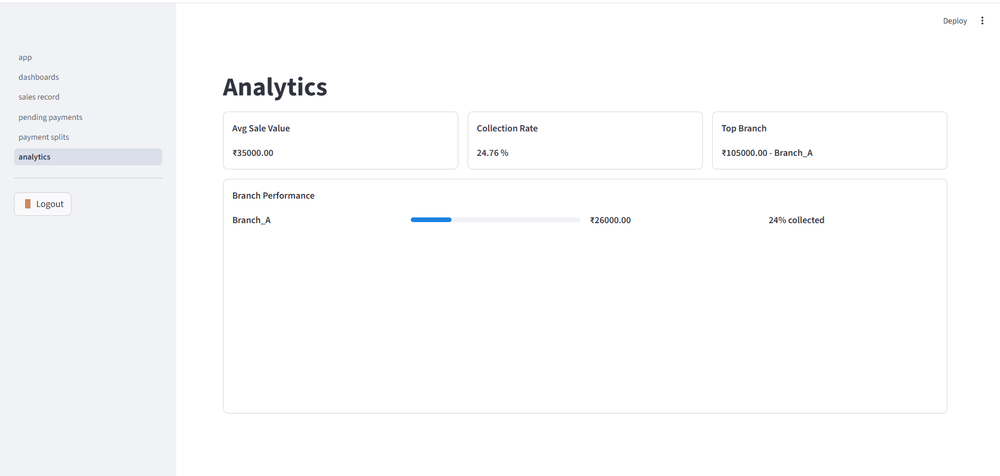 Deploy
app
dashboards
sales record
pending payments
payment splits
analytics
Logout
Analytics
Avg Sale Value
₹35000.00
Collection Rate
24.76 %
Top Branch
₹105000.00 - Branch_A
Branch Performance
Branch_A ₹26000.00 24% collected